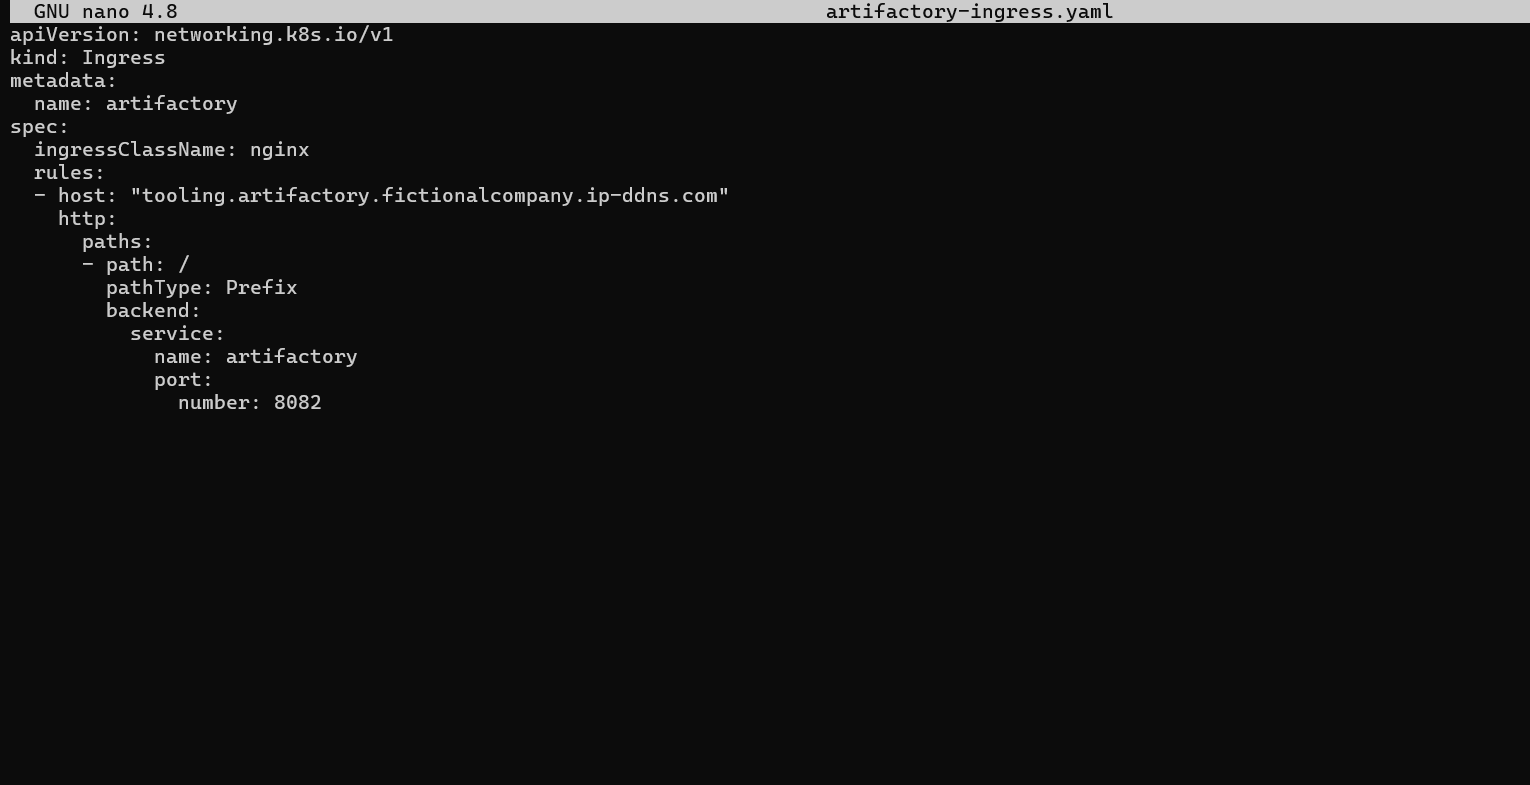 GNU nano 4.8 artifactory-ingress.yaml
apiVersion: networking.k8s.io/v1
kind: Ingress
metadata:
  name: artifactory
spec:
  ingressClassName: nginx
  rules:
  - host: "tooling.artifactory.fictionalcompany.ip-ddns.com"
    http:
      paths:
      - path: /
        pathType: Prefix
        backend:
          service:
            name: artifactory
            port:
              number: 8082